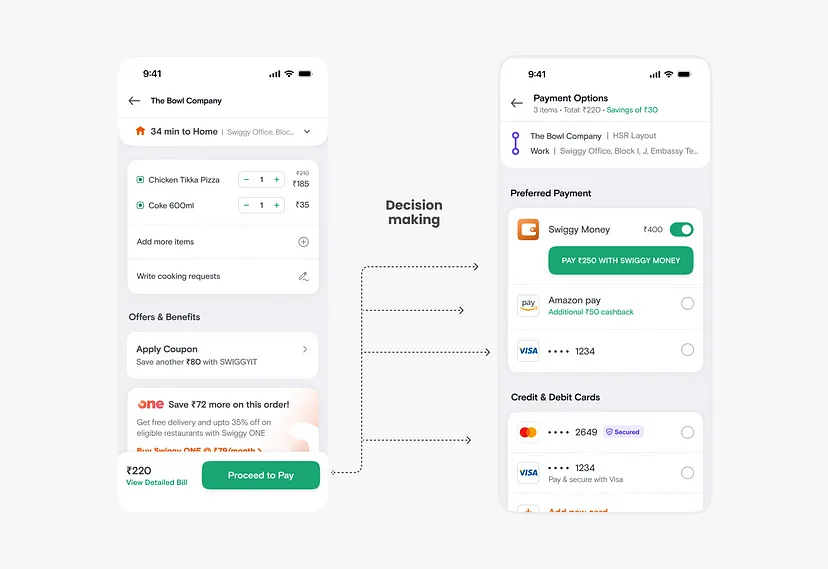 9:41
The Bowl Company
34 min to Home | Swiggy Office, Bloc...
Chicken Tikka Pizza
− 1 +
₹210
₹185
Coke 600ml
− 1 +
₹35
Add more items
Write cooking requests
Offers & Benefits
Apply Coupon
Save another ₹80 with SWIGGYIT
one Save ₹72 more on this order!
Get free delivery and upto 35% off on
eligible restaurants with Swiggy ONE
Buy Swiggy ONE @ ₹79/month >
₹220
View Detailed Bill
Proceed to Pay
Decision
making
9:41
Payment Options
3 items • Total: ₹220 • Savings of ₹30
The Bowl Company | HSR Layout
Work | Swiggy Office, Block I, J, Embassy Te...
Preferred Payment
Swiggy Money
₹400
PAY ₹250 WITH SWIGGY MONEY
pay
Amazon pay
Additional ₹50 cashback
VISA •••• 1234
Credit & Debit Cards
•••• 2649 Secured
VISA
•••• 1234
Pay & secure with Visa
Add new card